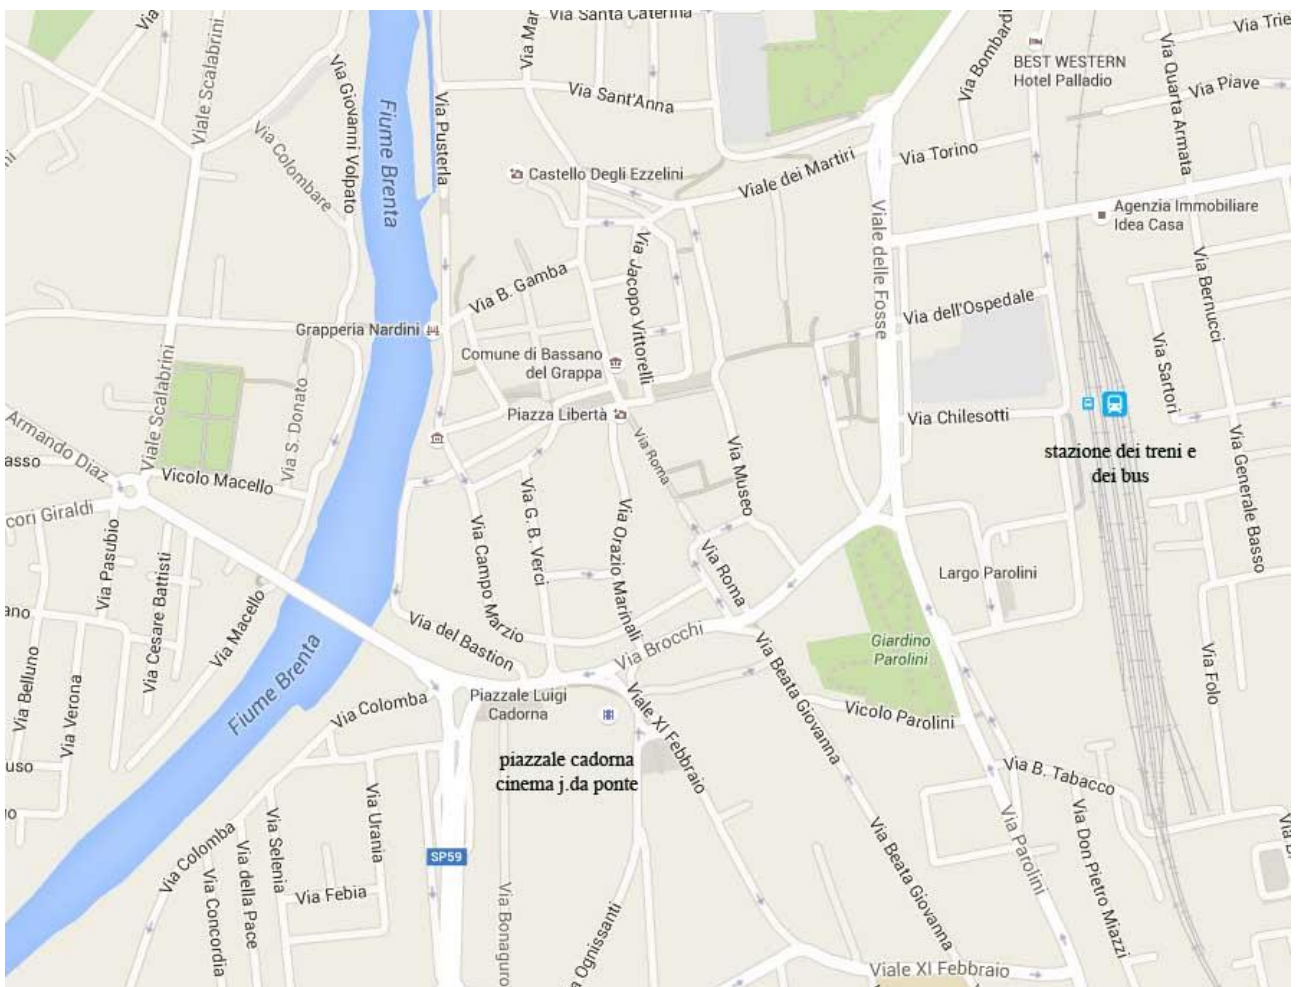 Via Santa Caterina
Via Mar
Via
Via Trie
Via Bombar
BEST WESTERN
Hotel Palladio
Via Quarta Armata
Via Piave
Viale Scalabrini
Via Giovanni Volpato
Via Colombare
Fiume Brenta
Via Pusterla
Via Sant'Anna
Via Torino
Castello Degli Ezzelini
Viale dei Martiri
Agenzia Immobiliare
Idea Casa
Viale delle Fosse
Via Jacopo Vittorelli
Via B. Gamba
Via Bernucci
Via dell'Ospedale
Grapperia Nardini
Comune di Bassano
del Grappa
Viale Scalabrini
Via S. Donato
Via Sartori
Piazza Libertà
Via Chilesotti
Armando Diaz
asso
Vicolo Macello
Via Roma
Via Museo
stazione dei treni e
dei bus
Via Generale Basso
cori Giraldi
Via Pasubio
Via Cesare Battisti
Via Campo Marzio
Via G. B. Verci
Via Orazio Marinali
Via Roma
Largo Parolini
ano
Via Macello
Via del Bastion
Via Brocchi
Giardino
Parolini
Via Belluno
Via Verona
Fiume Brenta
Via Colomba
Piazzale Luigi
Cadorna
Viale XI Febbraio
Via Beata Giovanna
Vicolo Parolini
Via Folo
uso
piazzale cadorna
cinema j.da ponte
Via B. Tabacco
Via Colomba
Via Selenia
Via Urania
SP59
Via Beata Giovanna
Via Parolini
Via Don Pietro Miazzi
Via della Pace
Via Concordia
Via Febia
Via Bonaguro
a Ognissanti
Viale XI Febbraio